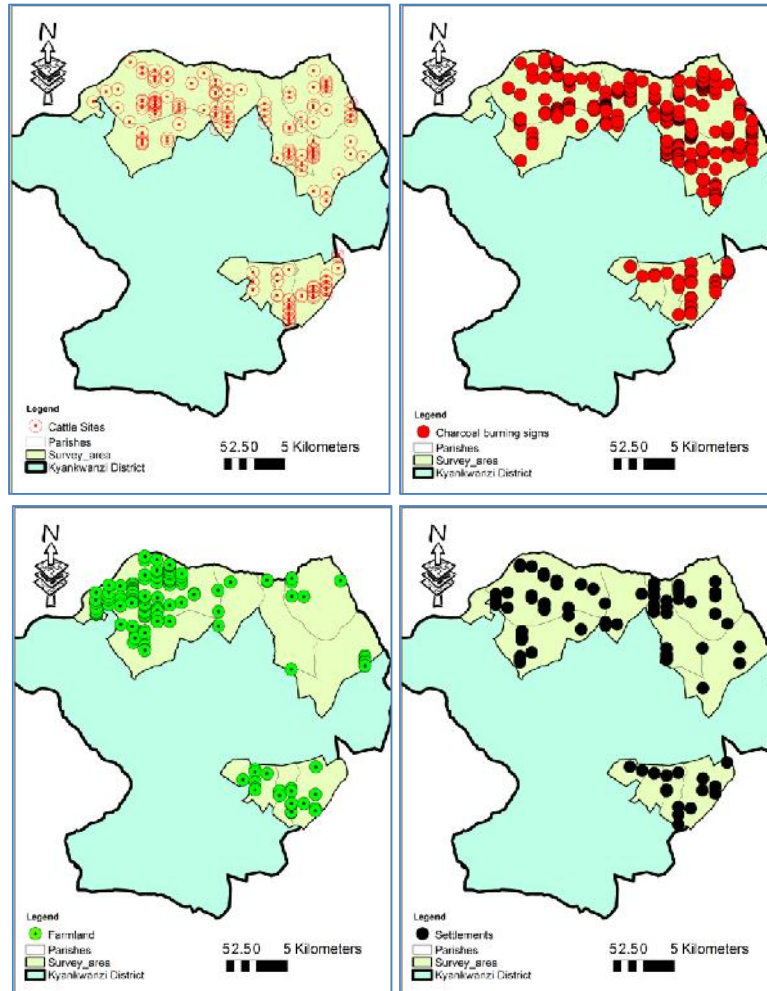 N
Legend
Cattle Sites
Parishes
Survey_area
Kyankwanzi District
52.50 5 Kilometers
N
Legend
Charcoal burning signs
Parishes
Survey_area
Kyankwanzi District
52.50 5 Kilometers
N
Legend
Farmland
Parishes
Survey_area
Kyankwanzi District
52.50 5 Kilometers
N
Legend
Settlements
Parishes
Survey_area
Kyankwanzi District
52.50 5 Kilometers